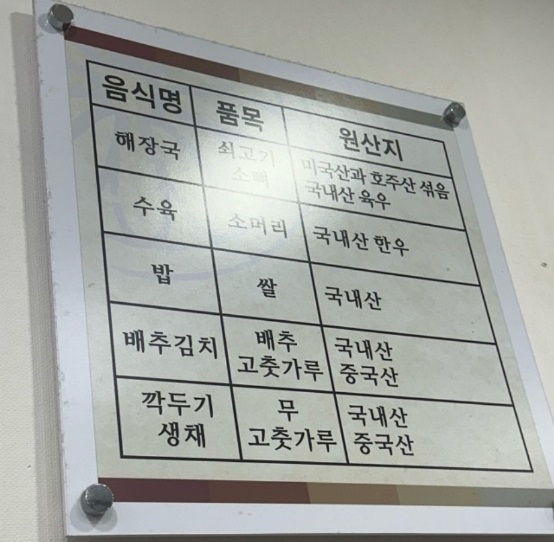 음식명 품목 원산지
해장국 쇠고기 미국산과 호주산 섞음
소뼈 국내산 육우
수육 소머리 국내산 한우
밥 쌀 국내산
배추김치 배추 국내산
고춧가루 중국산
깍두기 무 국내산
생채 고춧가루 중국산